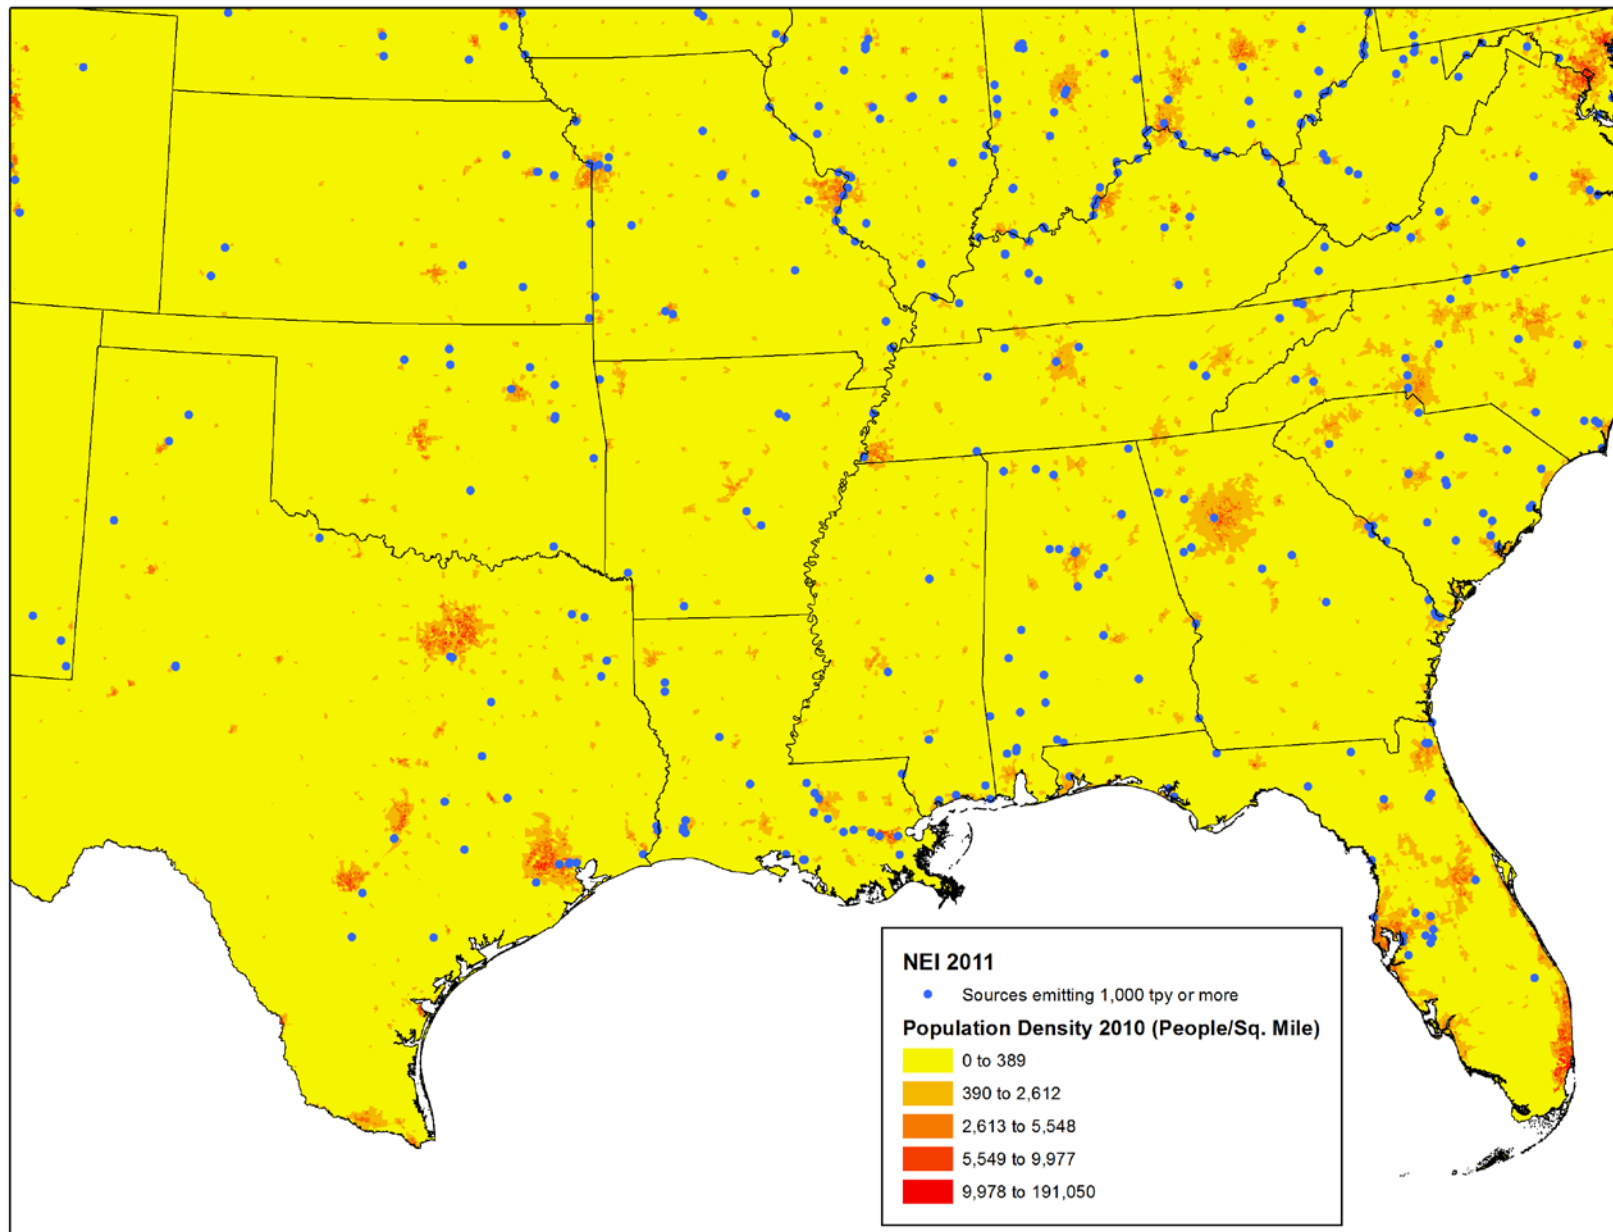 NEI 2011
Sources emitting 1,000 tpy or more
Population Density 2010 (People/Sq. Mile)
0 to 389
390 to 2,612
2,613 to 5,548
5,549 to 9,977
9,978 to 191,050